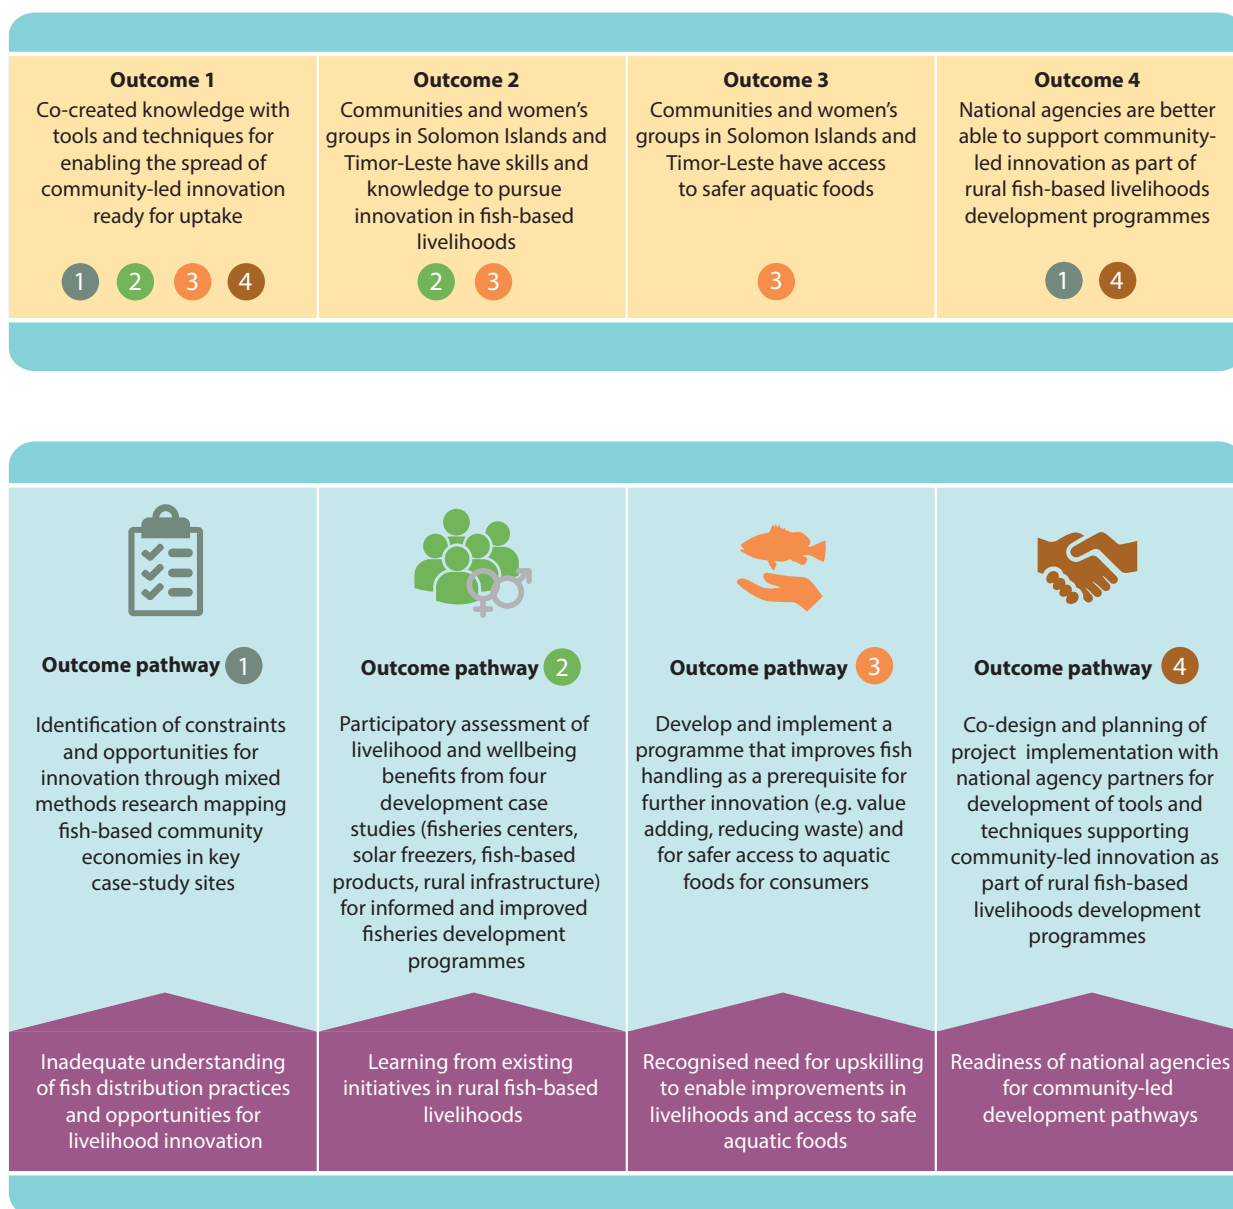 Outcome 1
Co-created knowledge with
tools and techniques for
enabling the spread of
community-led innovation
ready for uptake
1 2 3 4
Outcome 2
Communities and women's
groups in Solomon Islands and
Timor-Leste have skills and
knowledge to pursue
innovation in fish-based
livelihoods
2 3
Outcome 3
Communities and women's
groups in Solomon Islands and
Timor-Leste have access
to safer aquatic foods
3
Outcome 4
National agencies are better
able to support community-
led innovation as part of
rural fish-based livelihoods
development programmes
1 4
Outcome pathway 1
Identification of constraints
and opportunities for
innovation through mixed
methods research mapping
fish-based community
economies in key
case-study sites
Inadequate understanding
of fish distribution practices
and opportunities for
livelihood innovation
Outcome pathway 2
Participatory assessment of
livelihood and wellbeing
benefits from four
development case
studies (fisheries centers,
solar freezers, fish-based
products, rural infrastructure)
for informed and improved
fisheries development
programmes
Learning from existing
initiatives in rural fish-based
livelihoods
Outcome pathway 3
Develop and implement a
programme that improves fish
handling as a prerequisite for
further innovation (e.g. value
adding, reducing waste) and
for safer access to aquatic
foods for consumers
Recognised need for upskilling
to enable improvements in
livelihoods and access to safe
aquatic foods
Outcome pathway 4
Co-design and planning of
project implementation with
national agency partners for
development of tools and
techniques supporting
community-led innovation as
part of rural fish-based
livelihoods development
programmes
Readiness of national agencies
for community-led
development pathways